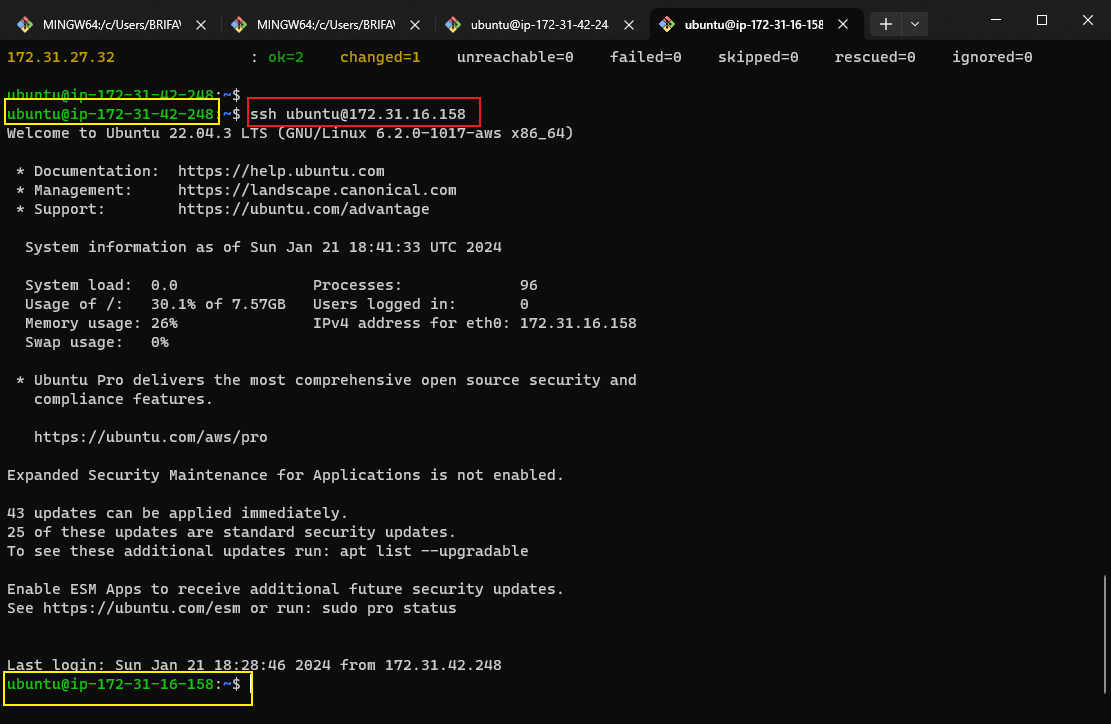 MINGW64:/c/Users/BRIFAV
MINGW64:/c/Users/BRIFAV
ubuntu@ip-172-31-42-24
ubuntu@ip-172-31-16-158
172.31.27.32 : ok=2 changed=1 unreachable=0 failed=0 skipped=0 rescued=0 ignored=0
ubuntu@ip-172-31-42-248:~$
ubuntu@ip-172-31-42-248:~$ ssh ubuntu@172.31.16.158
Welcome to Ubuntu 22.04.3 LTS (GNU/Linux 6.2.0-1017-aws x86_64)
* Documentation: https://help.ubuntu.com
* Management: https://landscape.canonical.com
* Support: https://ubuntu.com/advantage
System information as of Sun Jan 21 18:41:33 UTC 2024
System load: 0.0 Processes: 96
Usage of /: 30.1% of 7.57GB Users logged in: 0
Memory usage: 26% IPv4 address for eth0: 172.31.16.158
Swap usage: 0%
* Ubuntu Pro delivers the most comprehensive open source security and
compliance features.
https://ubuntu.com/aws/pro
Expanded Security Maintenance for Applications is not enabled.
43 updates can be applied immediately.
25 of these updates are standard security updates.
To see these additional updates run: apt list --upgradable
Enable ESM Apps to receive additional future security updates.
See https://ubuntu.com/esm or run: sudo pro status
Last login: Sun Jan 21 18:28:46 2024 from 172.31.42.248
ubuntu@ip-172-31-16-158:~$